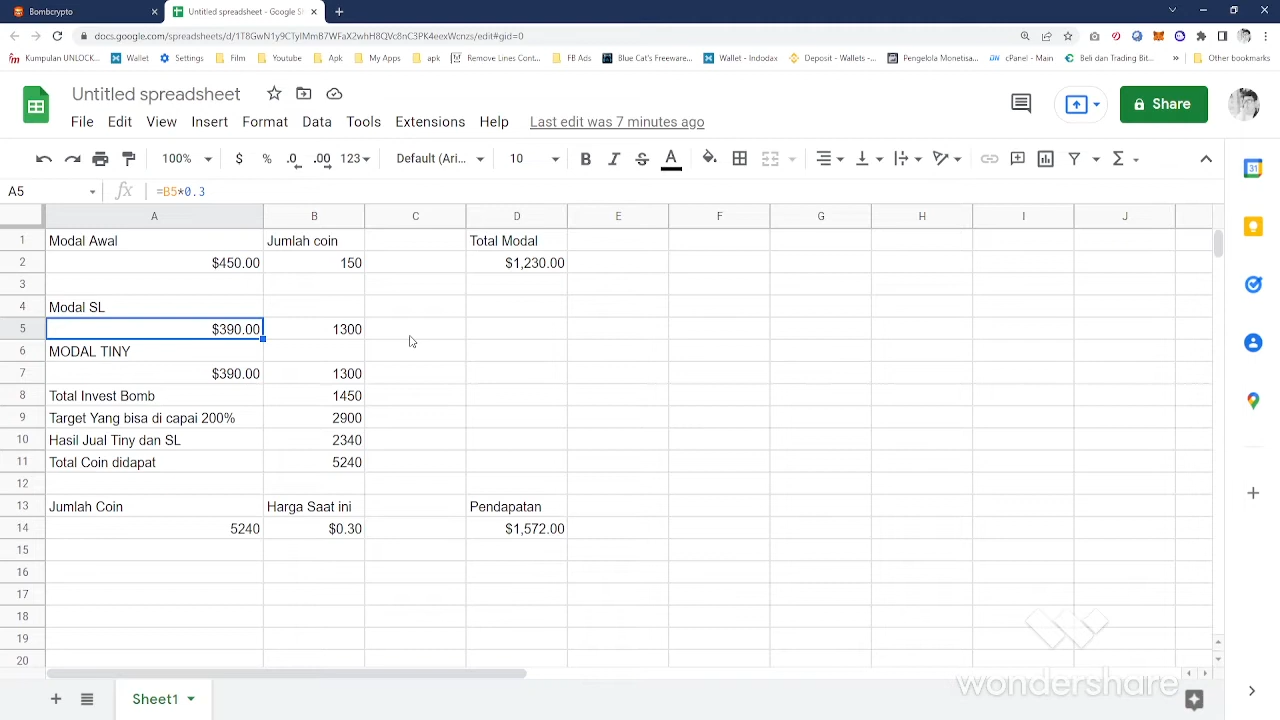 Bombcrypto
Untitled spreadsheet - Google S
docs.google.com/spreadsheets/d/1T8GwN1y9CTylMmB7WFaX2whH8QVc8nC3PK4eexWcnzs/edit#gid=0
Kumpulan UNLOCK... Wallet Settings Film Youtube Apk My Apps apk Remove Lines Cont... FB Ads Blue Cat's Freeware... Wallet - Indodax Deposit - Wallets -... Pengelola Monetisa... cPanel - Main Beli dan Trading Bit... » Other bookmarks
Untitled spreadsheet
File Edit View Insert Format Data Tools Extensions Help Last edit was 7 minutes ago
Share
100% $ % .0 .00 123 Default (Ari... 10 B I S A Σ
31
A5 fx =B5*0.3
A B C D E F G H I J
1 Modal Awal Jumlah coin Total Modal
2 $450.00 150 $1,230.00
3
4 Modal SL
5 $390.00 1300
6 MODAL TINY
7 $390.00 1300
8 Total Invest Bomb 1450
9 Target Yang bisa di capai 200% 2900
10 Hasil Jual Tiny dan SL 2340
11 Total Coin didapat 5240
12
13 Jumlah Coin Harga Saat ini Pendapatan
14 5240 $0.30 $1,572.00
15
16
17
18
19
20
wondershare
Sheet1